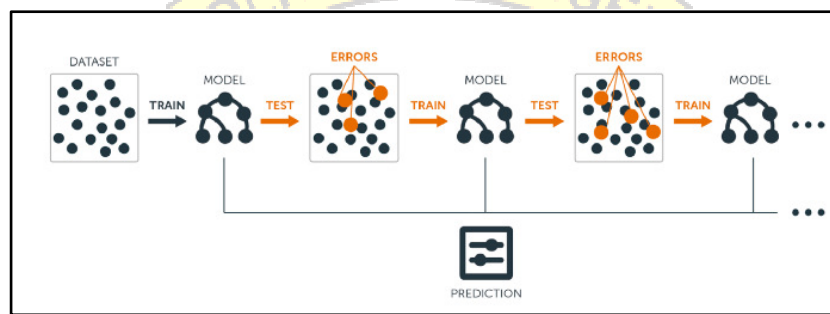 DATASET
MODEL
ERRORS
MODEL
ERRORS
MODEL
TRAIN
TEST
TRAIN
TEST
TRAIN
PREDICTION